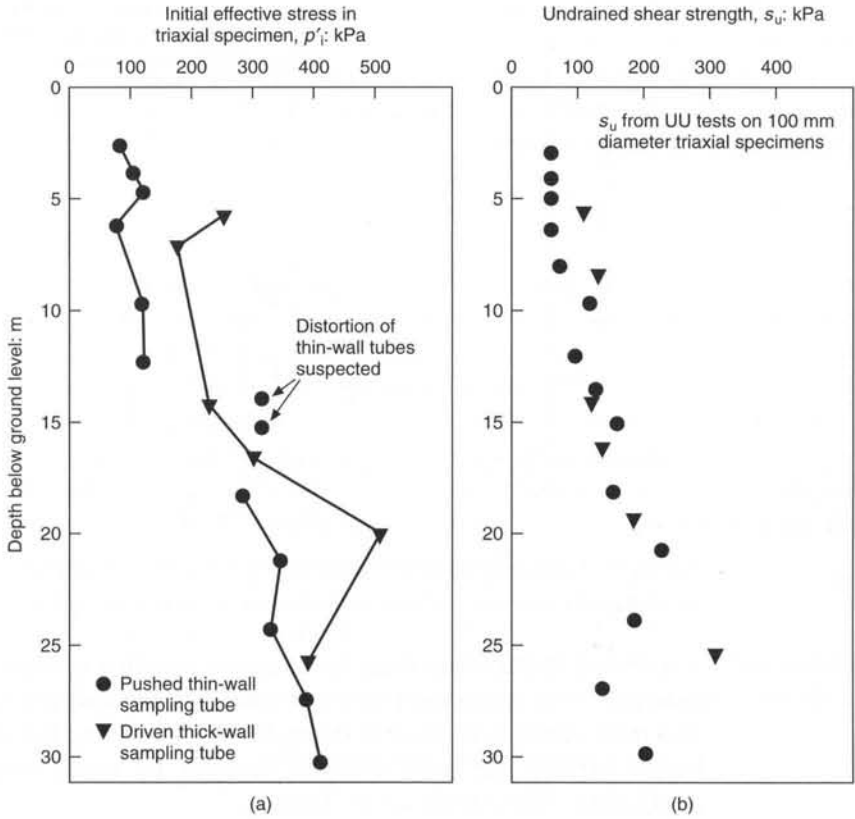 Initial effective stress in
triaxial specimen, p′i: kPa
0 100 200 300 400 500
0
5
10
15
20
25
30
Depth below ground level: m
Distortion of
thin-wall tubes
suspected
Pushed thin-wall
sampling tube
Driven thick-wall
sampling tube
(a)
Undrained shear strength, su: kPa
0 100 200 300 400
0
su from UU tests on 100 mm
diameter triaxial specimens
5
10
15
20
25
30
(b)